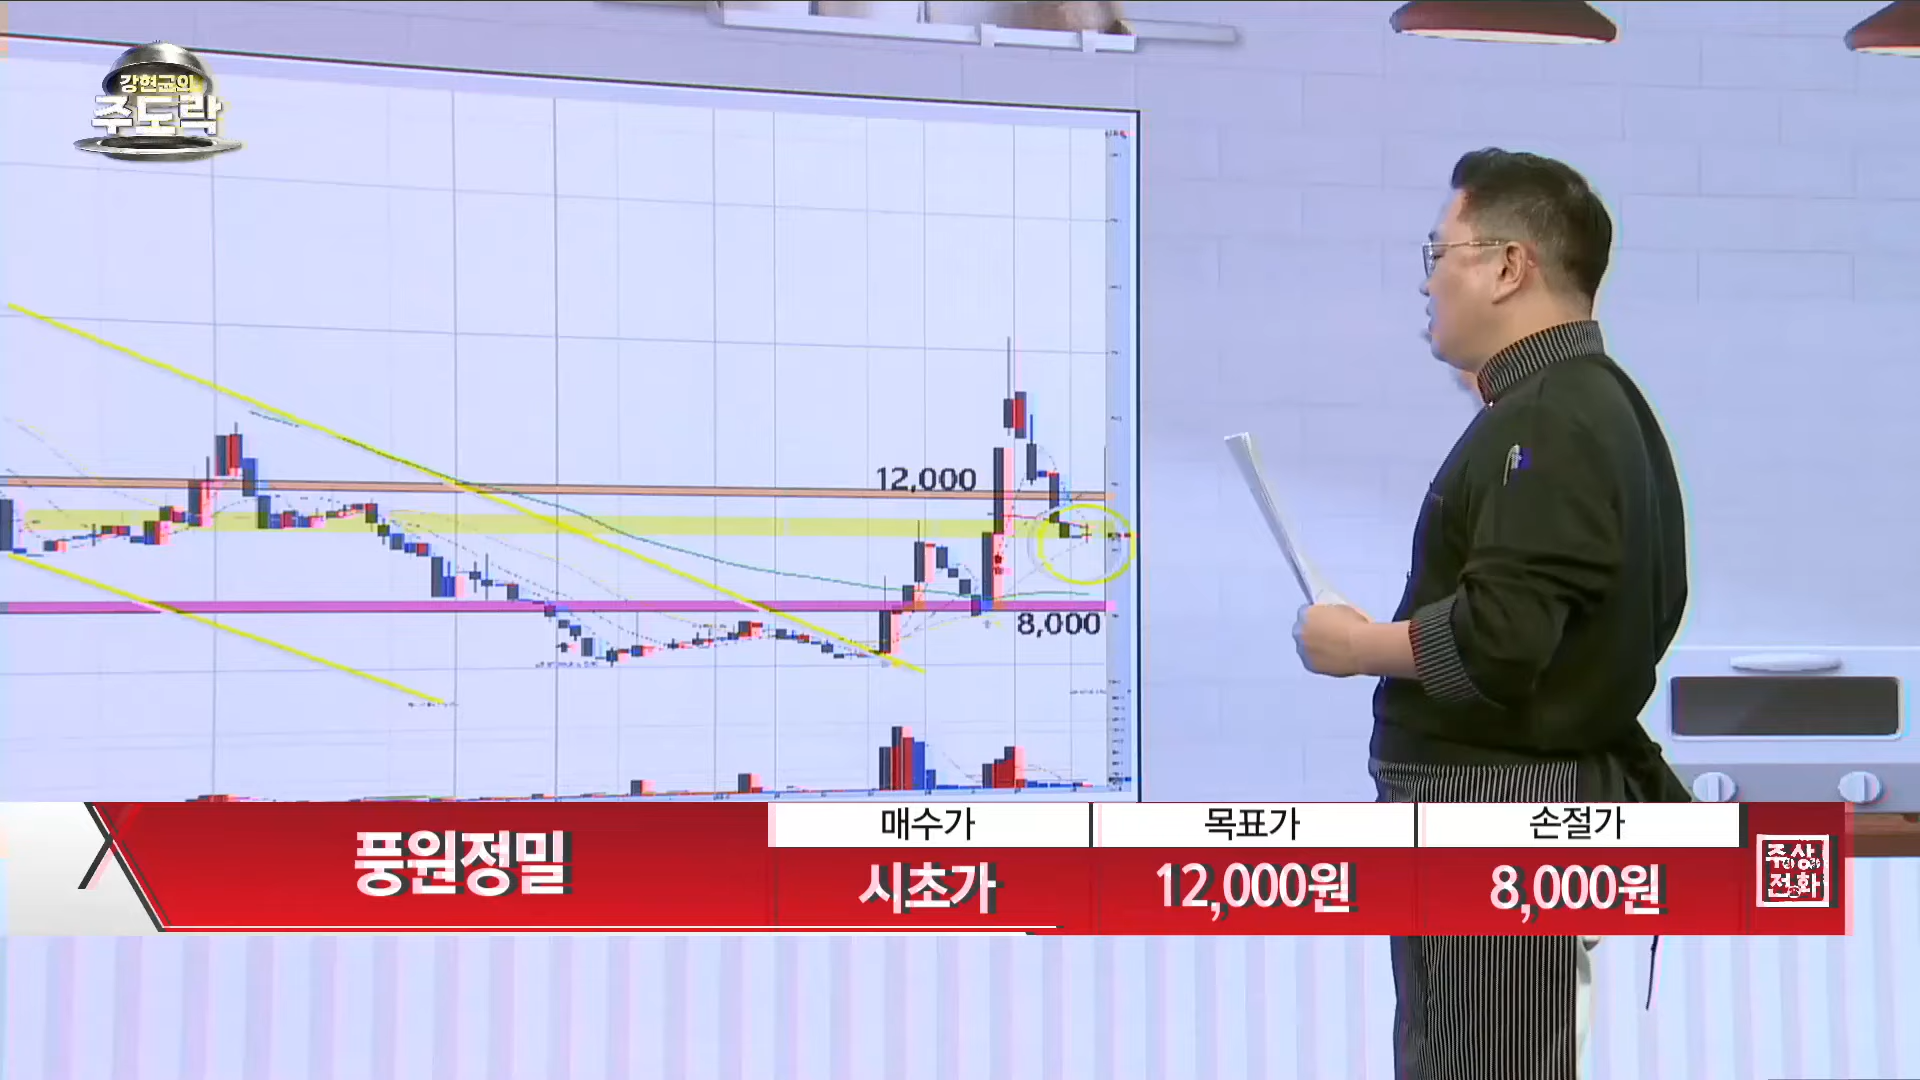 강현균의
주도락
12,000
8,000
풍원정밀
매수가
목표가
손절가
시초가
12,000원
8,000원
주상
전화